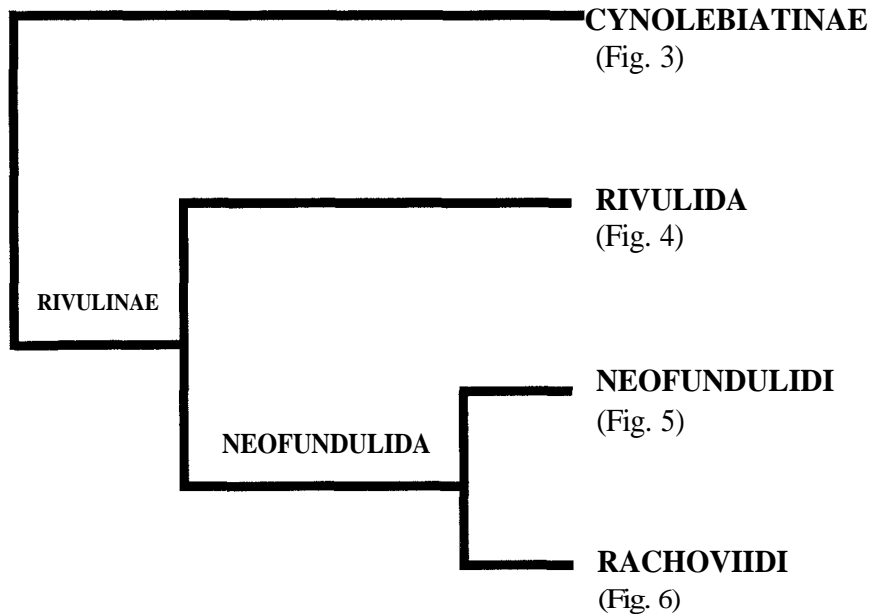 CYNOLEBIATINAE
(Fig. 3)
RIVULIDA
(Fig. 4)
RIVULINAE
NEOFUNDULIDI
(Fig. 5)
NEOFUNDULIDA
RACHOVIIDI
(Fig. 6)